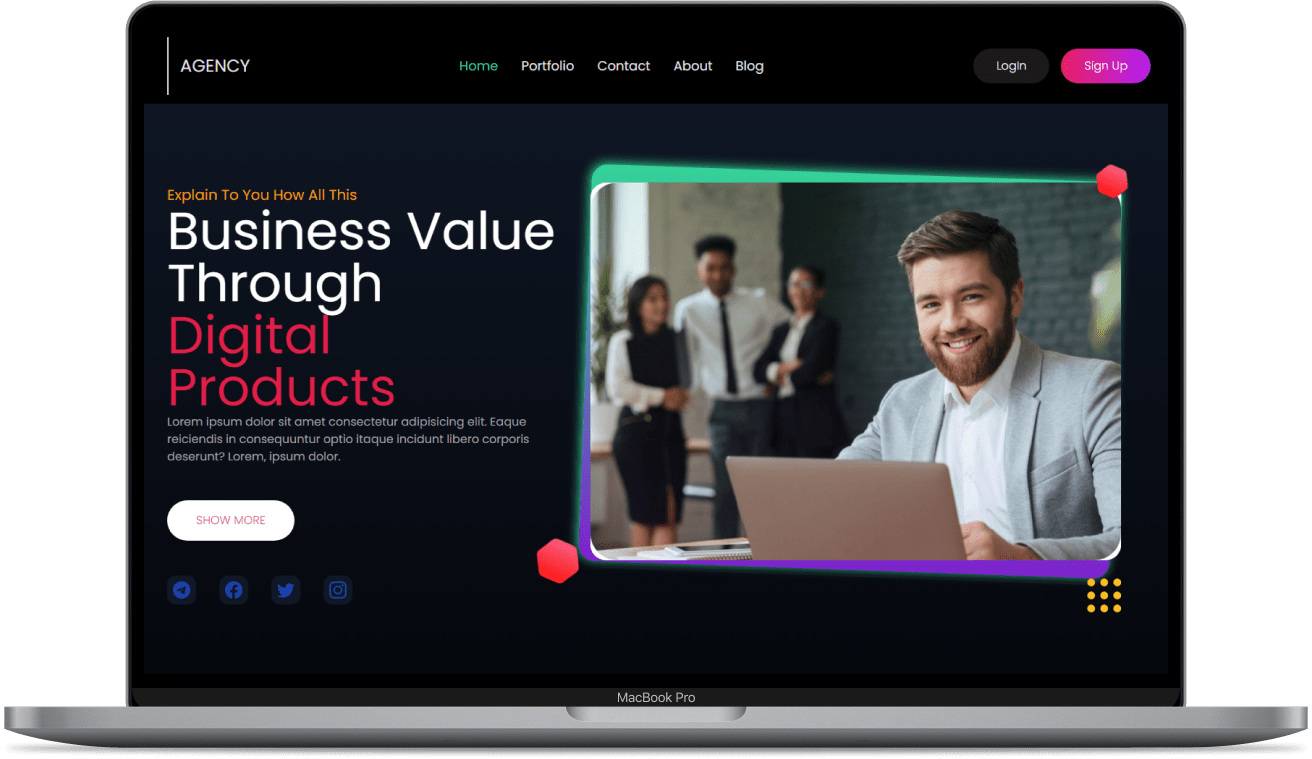 AGENCY
Home Portfolio Contact About Blog
Login Sign Up
Explain To You How All This
Business Value
Through
Digital
Products
Lorem ipsum dolor sit amet consectetur adipisicing elit. Eaque
reiciendis in consequuntur optio itaque incidunt libero corporis
deserunt? Lorem, ipsum dolor.
SHOW MORE
MacBook Pro